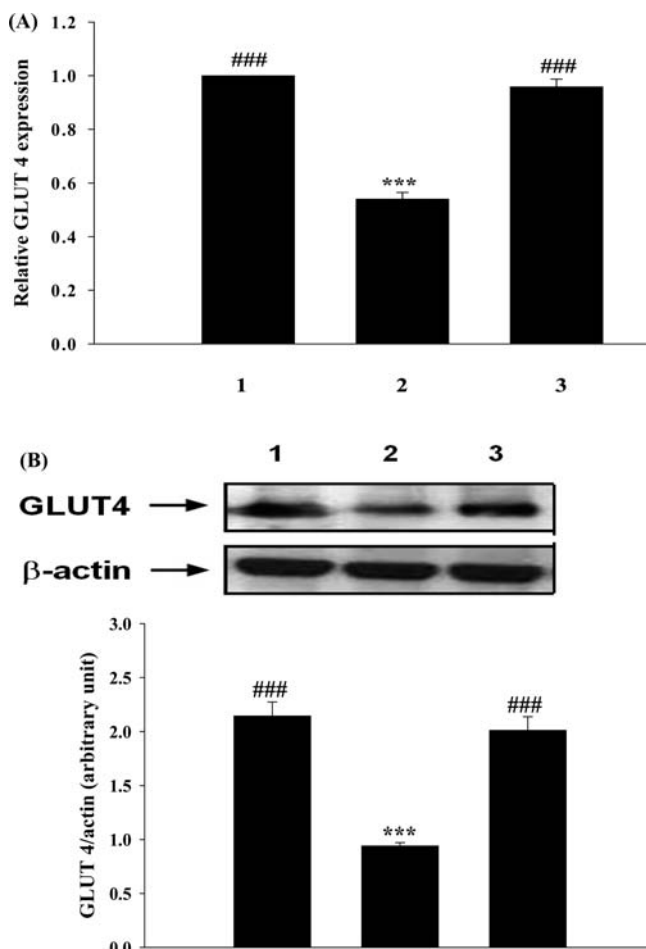 (A)
1.2
1.0
0.8
0.6
0.4
0.2
0.0
Relative GLUT 4 expression
###
***
###
1 2 3
(B)
1 2 3
GLUT4
β-actin
3.0
2.5
2.0
1.5
1.0
0.5
0.0
GLUT 4/actin (arbitrary unit)
###
***
###